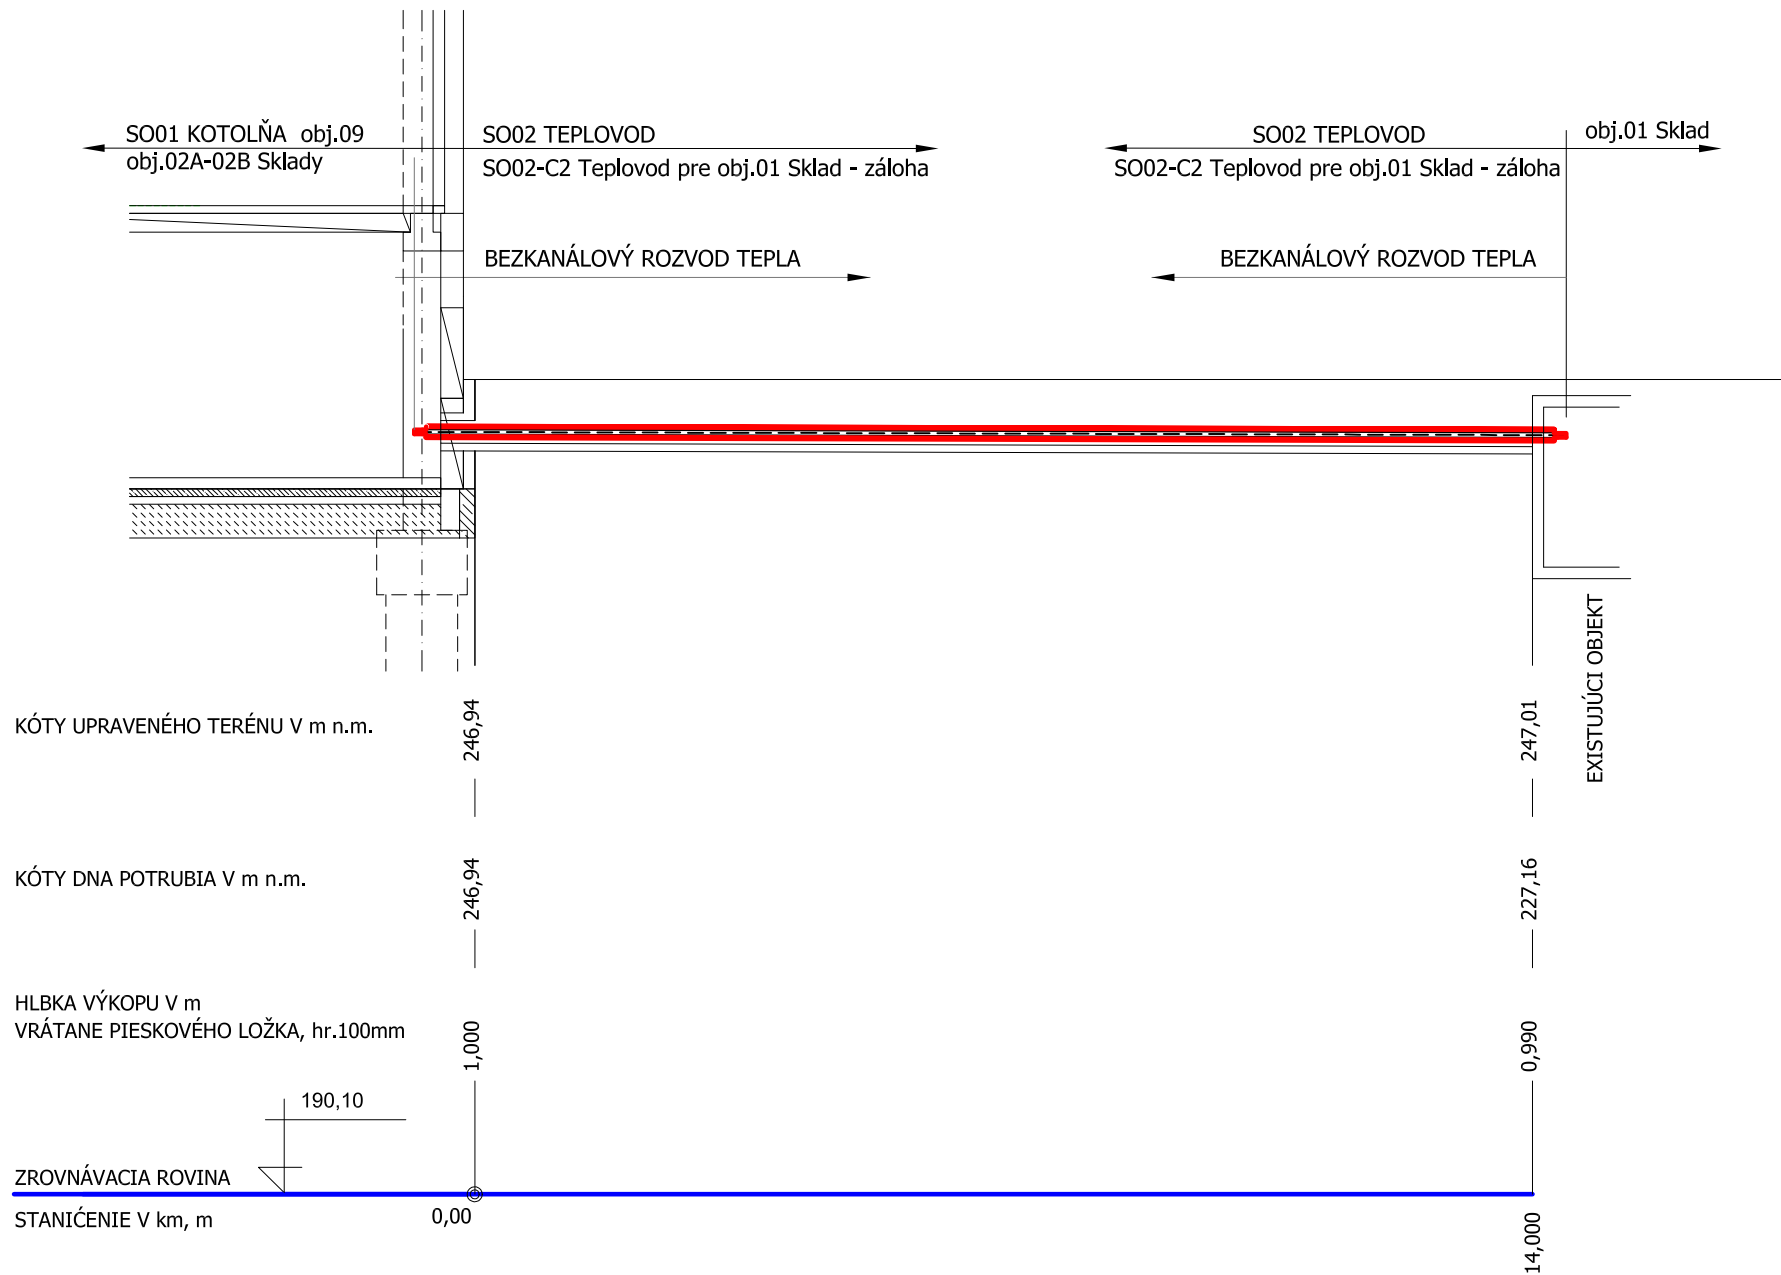 SO01 KOTOLŇA obj.09
obj.02A-02B Sklady
SO02 TEPLOVOD
SO02-C2 Teplovod pre obj.01 Sklad - záloha
SO02 TEPLOVOD
SO02-C2 Teplovod pre obj.01 Sklad - záloha
obj.01 Sklad
BEZKANÁLOVÝ ROZVOD TEPLA
BEZKANÁLOVÝ ROZVOD TEPLA
EXISTUJÚCI OBJEKT
KÓTY UPRAVENÉHO TERÉNU V m n.m.
246,94
247,01
KÓTY DNA POTRUBIA V m n.m.
246,94
227,16
HLBKA VÝKOPU V m
VRÁTANE PIESKOVÉHO LOŽKA, hr.100mm
1,000
0,990
190,10
ZROVNÁVACIA ROVINA
STANIĆENIE V km, m
0,00
14,000